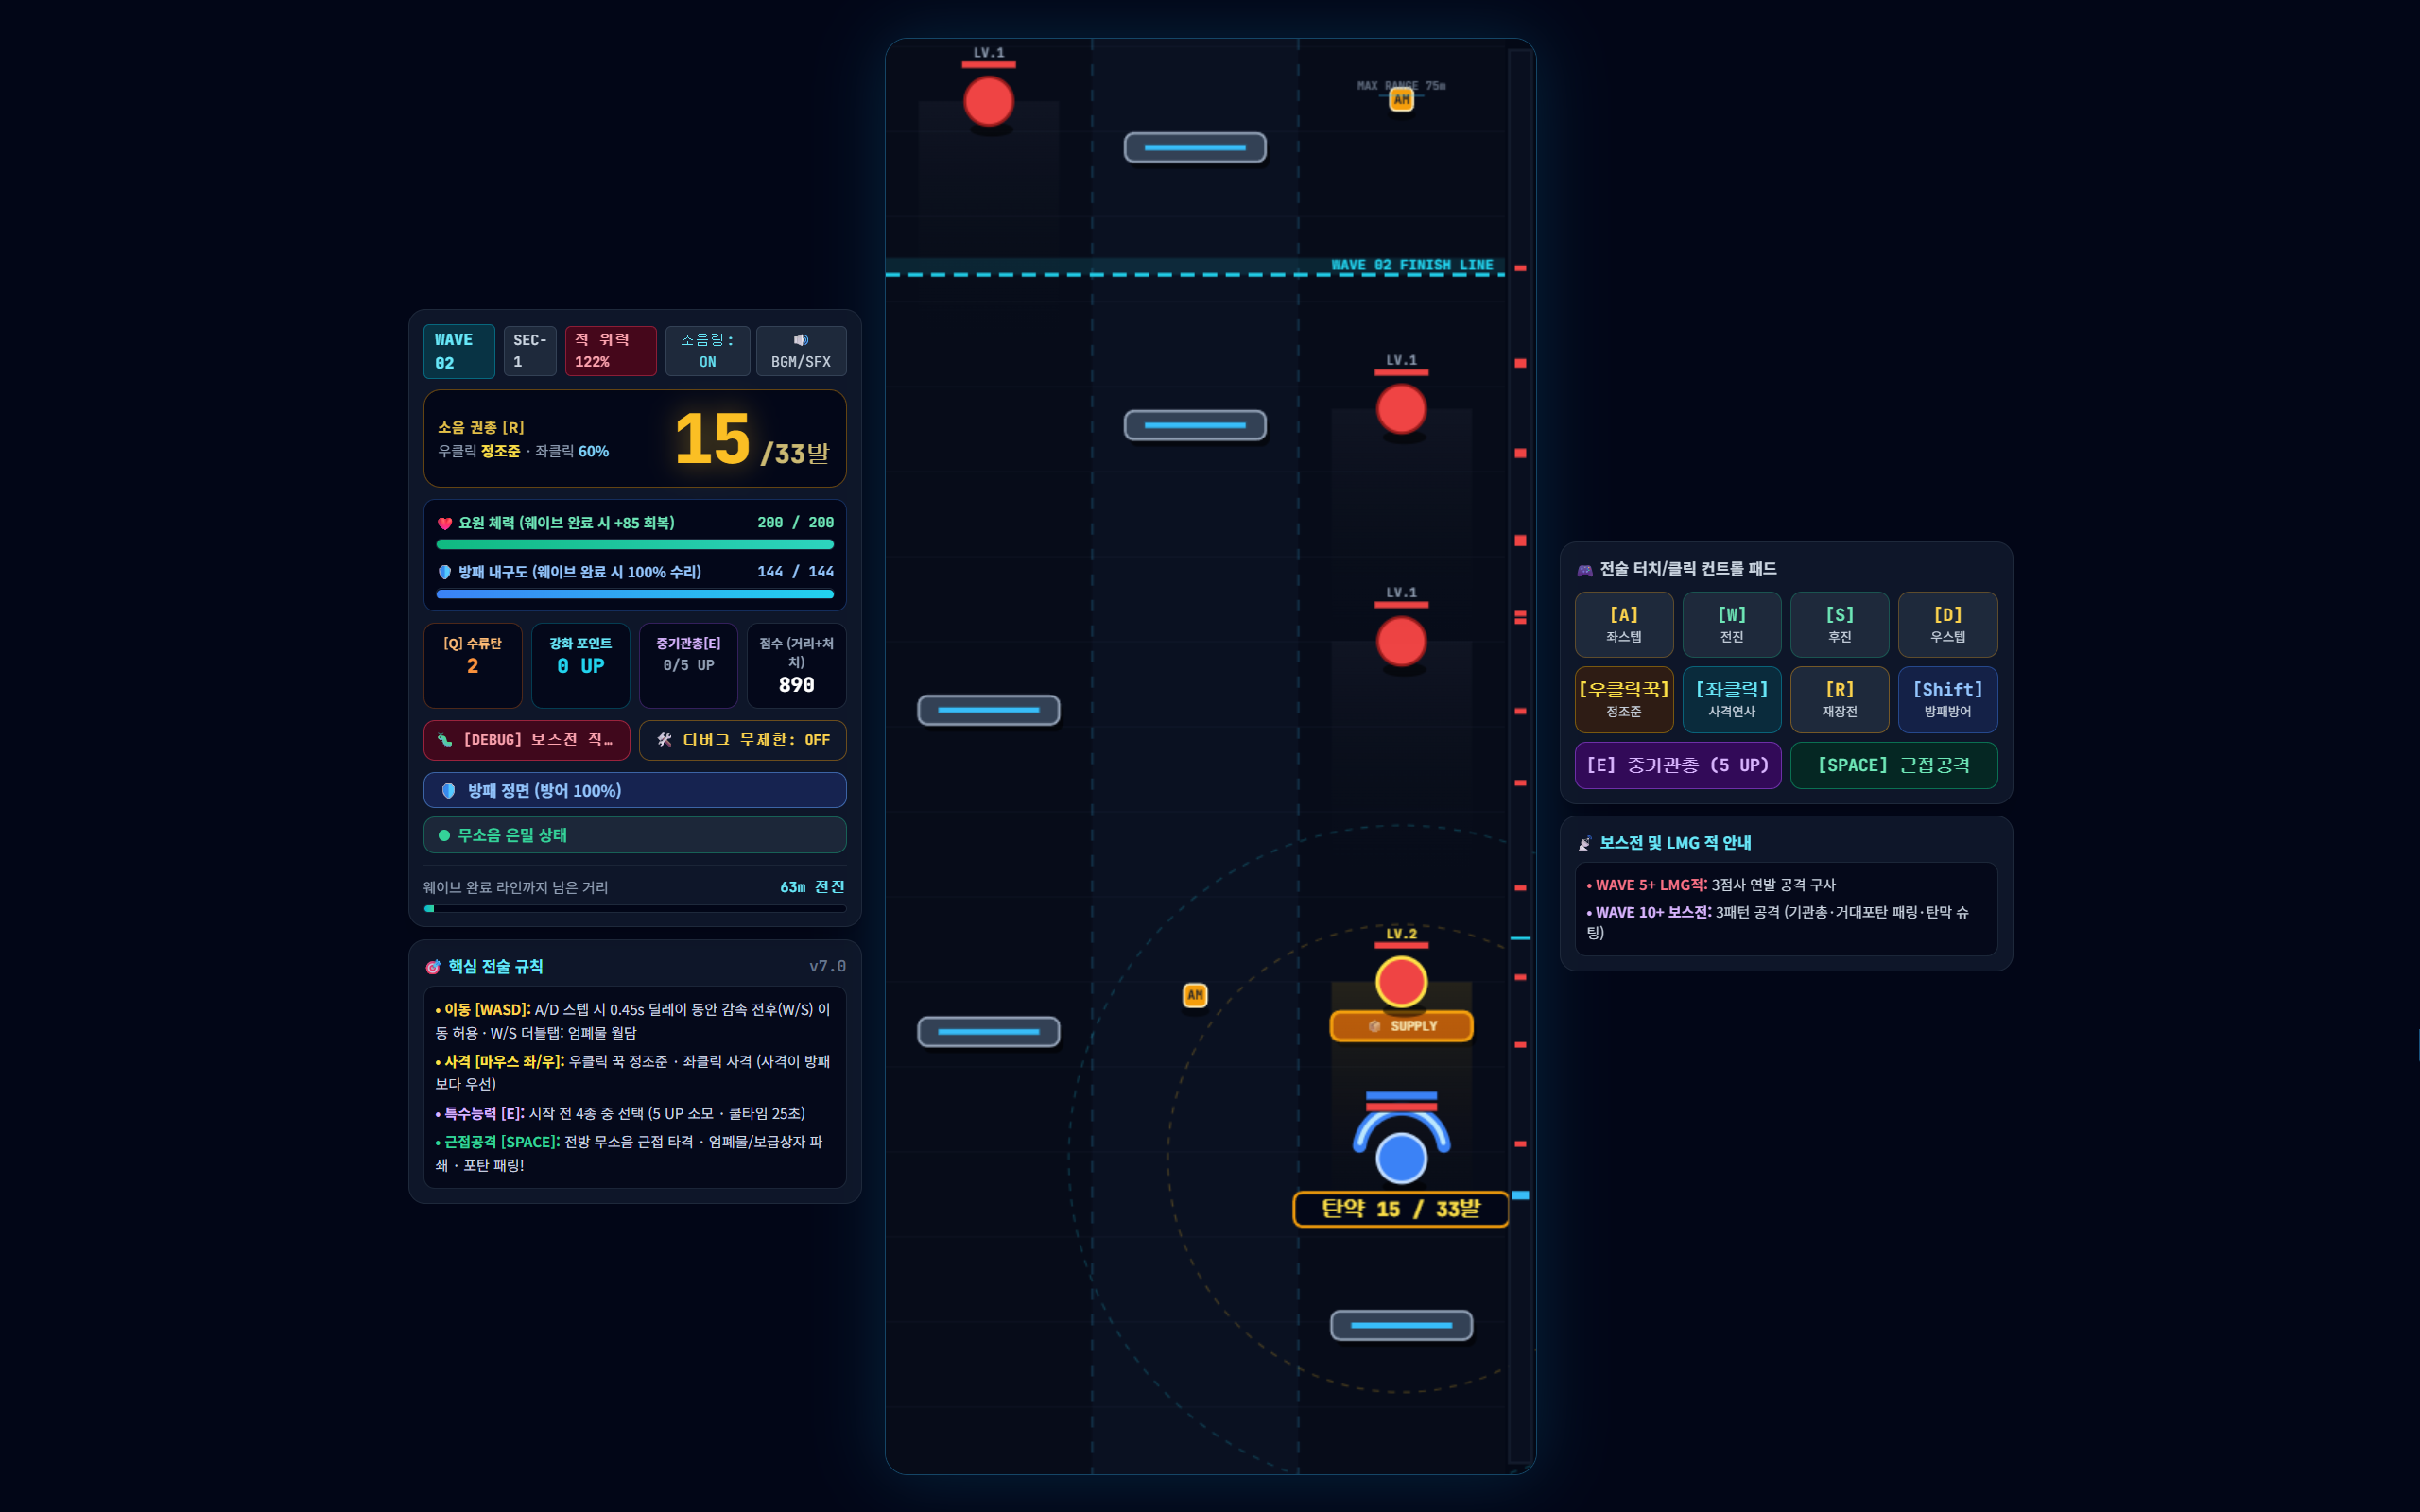 WAVE
02
SEC-
1
적 위력
122%
소음링:
ON
BGM/SFX
소음 권총 [R]
우클릭 정조준 · 좌클릭 60%
15 /33발
요원 체력 (웨이브 완료 시 +85 회복)
200 / 200
방패 내구도 (웨이브 완료 시 100% 수리)
144 / 144
[Q] 수류탄
2
강화 포인트
0 UP
중기관총[E]
0/5 UP
점수 (거리+처
치)
890
[DEBUG] 보스전 직…
디버그 무제한: OFF
방패 정면 (방어 100%)
무소음 은밀 상태
웨이브 완료 라인까지 남은 거리
63m 전진
핵심 전술 규칙
v7.0
• 이동 [WASD]: A/D 스텝 시 0.45s 딜레이 동안 감속 전후(W/S) 이
동 허용 · W/S 더블탭: 엄폐물 월담
• 사격 [마우스 좌/우]: 우클릭 꾹 정조준 · 좌클릭 사격 (사격이 방패
보다 우선)
• 특수능력 [E]: 시작 전 4종 중 선택 (5 UP 소모 · 쿨타임 25초)
• 근접공격 [SPACE]: 전방 무소음 근접 타격 · 엄폐물/보급상자 파
쇄 · 포탄 패링!
LV.1
MAX RANGE 75m
AM
WAVE 02 FINISH LINE
LV.1
LV.1
LV.2
AM
SUPPLY
탄약 15 / 33발
전술 터치/클릭 컨트롤 패드
[A]
좌스텝
[W]
전진
[S]
후진
[D]
우스텝
[우클릭꾹]
정조준
[좌클릭]
사격연사
[R]
재장전
[Shift]
방패방어
[E] 중기관총 (5 UP)
[SPACE] 근접공격
보스전 및 LMG 적 안내
• WAVE 5+ LMG적: 3점사 연발 공격 구사
• WAVE 10+ 보스전: 3패턴 공격 (기관총·거대포탄 패링·탄막 슈
팅)